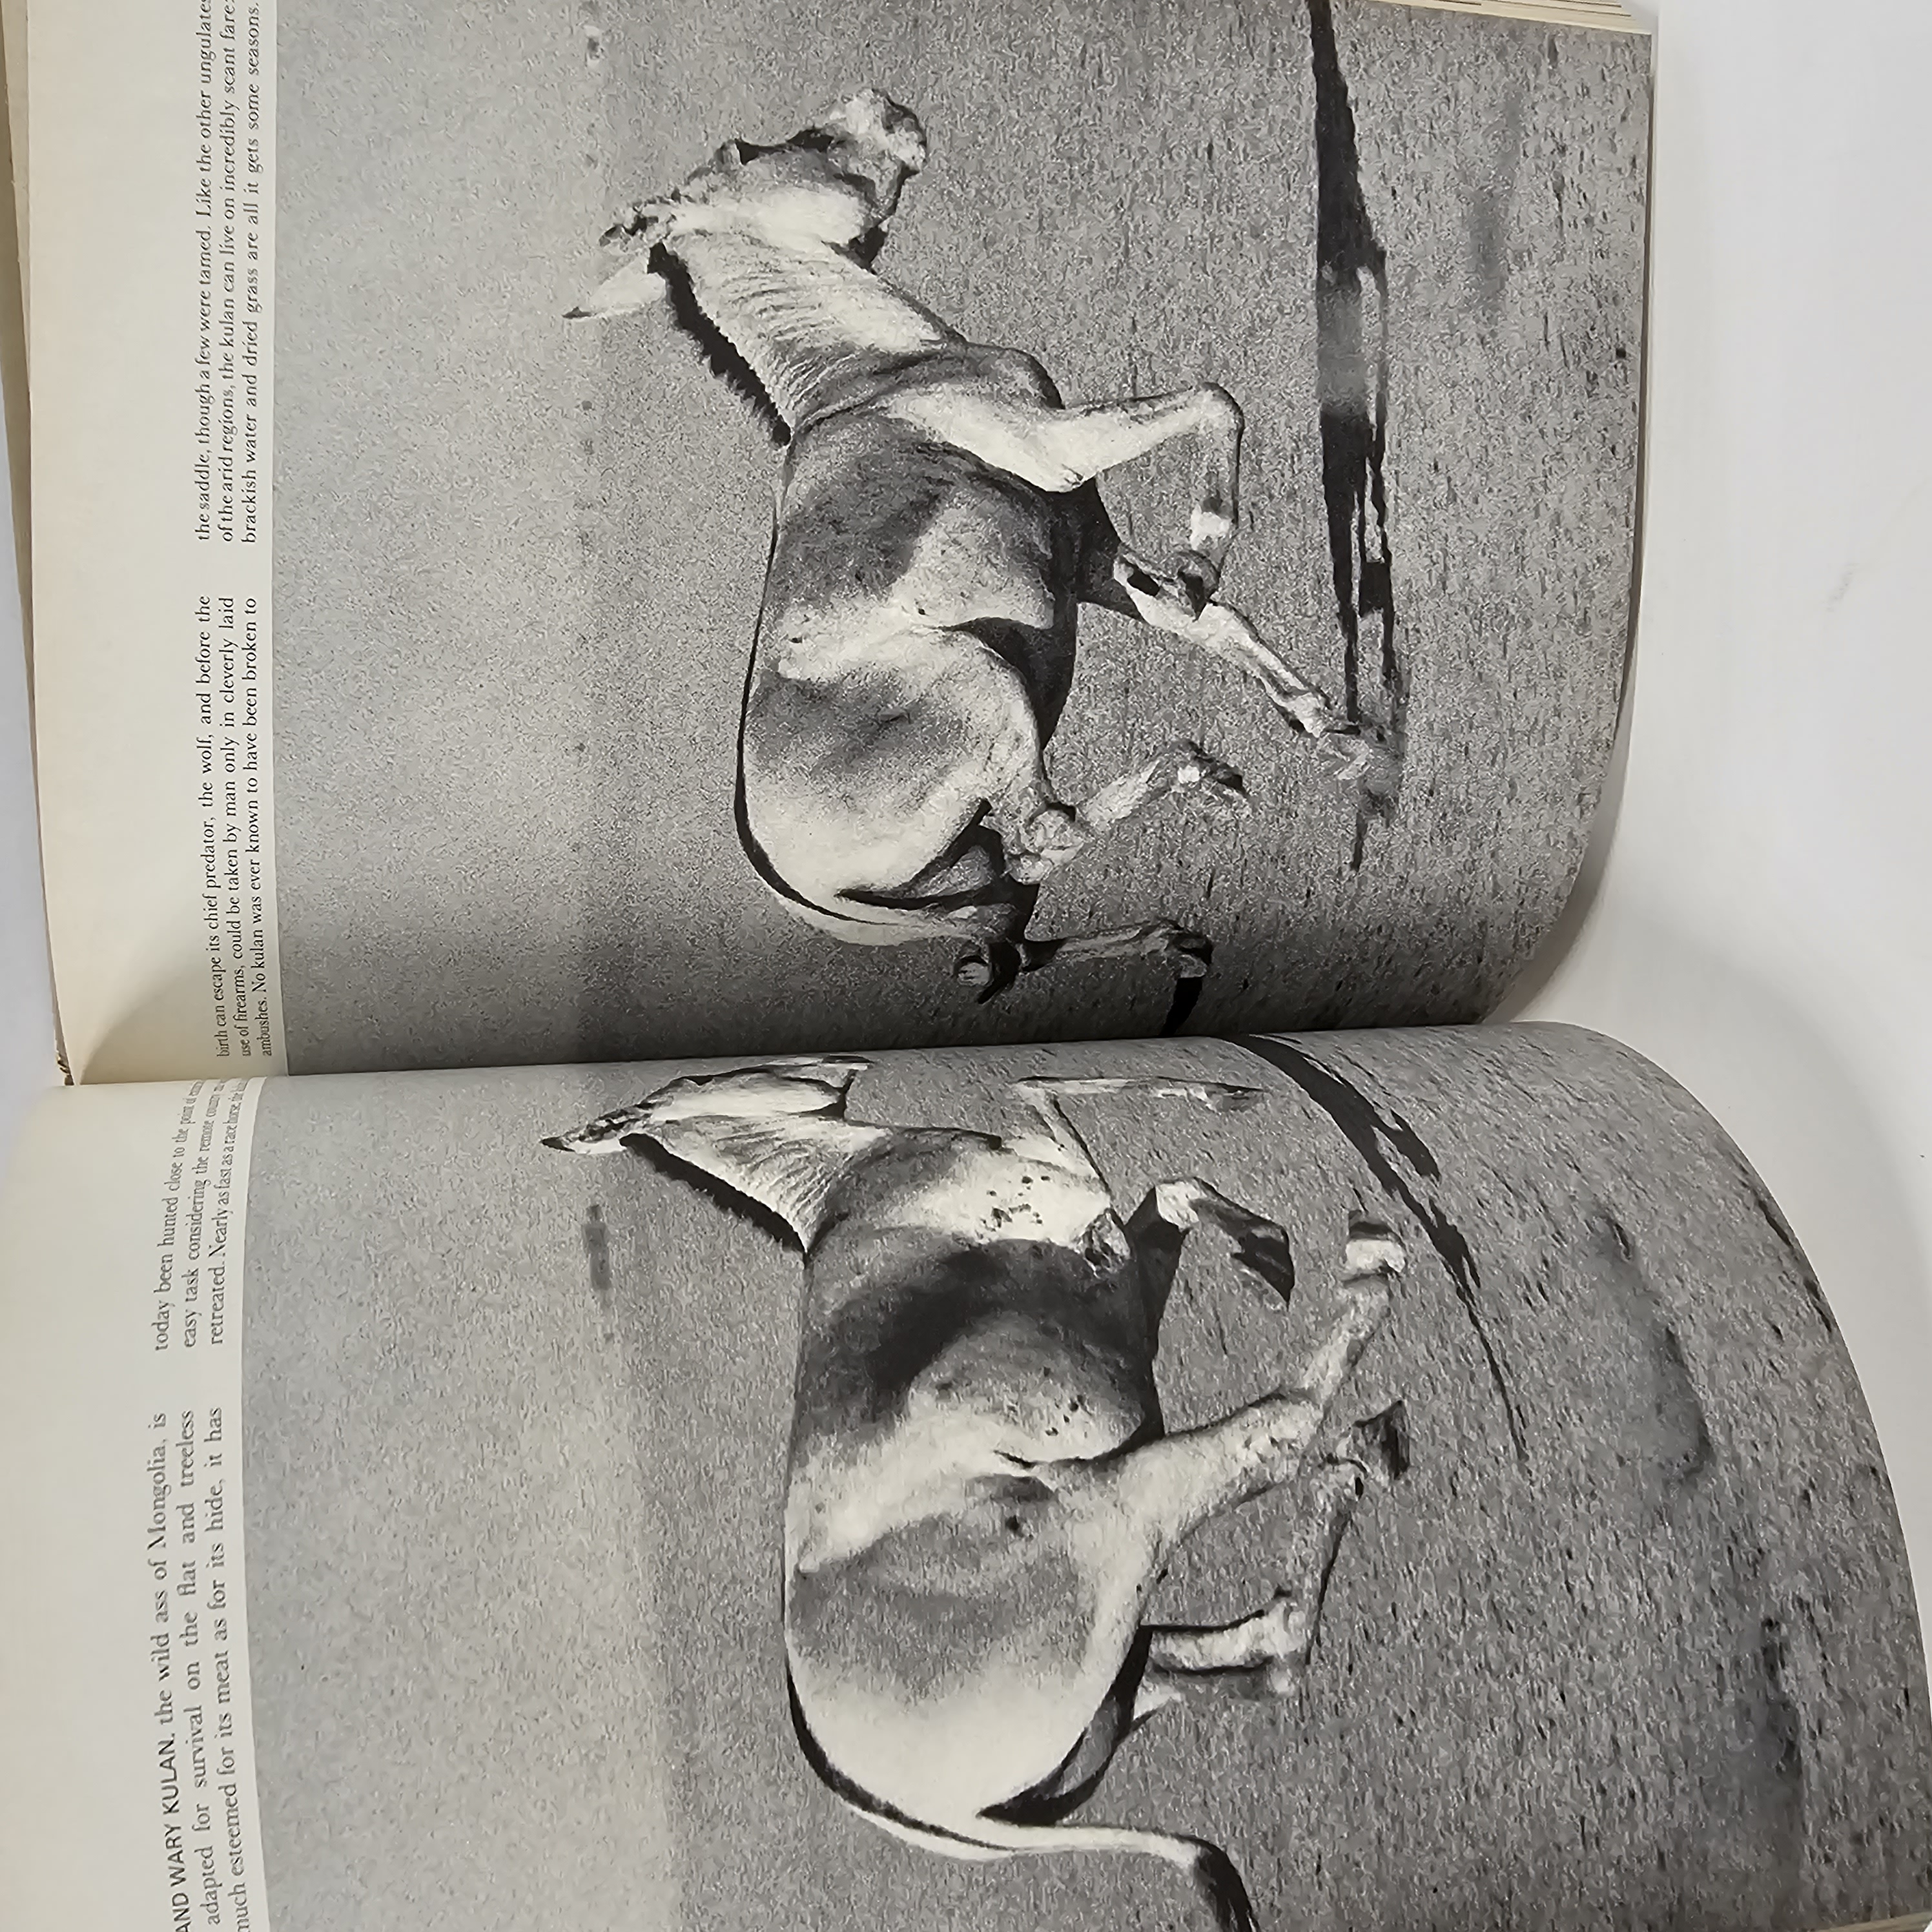 AND WARY KULAN, the wild ass of Mongolia, is
adapted for survival on the flat and treeless
much esteemed for its meat as for its hide, it has
today been hunted close to the point of
easy task considering the remote
retreated. Nearly as fast as a race horse, the
birth can escape its chief predator, the wolf, and before the
use of firearms, could be taken by man only in cleverly laid
ambushes. No kulan was ever known to have been broken to
the saddle, though a few were tamed. Like the other ungulates
of the arid regions, the kulan can live on incredibly scant fare:
brackish water and dried grass are all it gets some seasons.